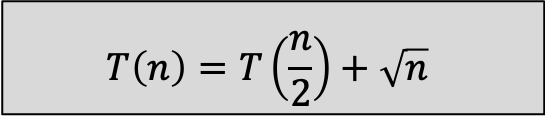 T(n) = T(n/2) + √n